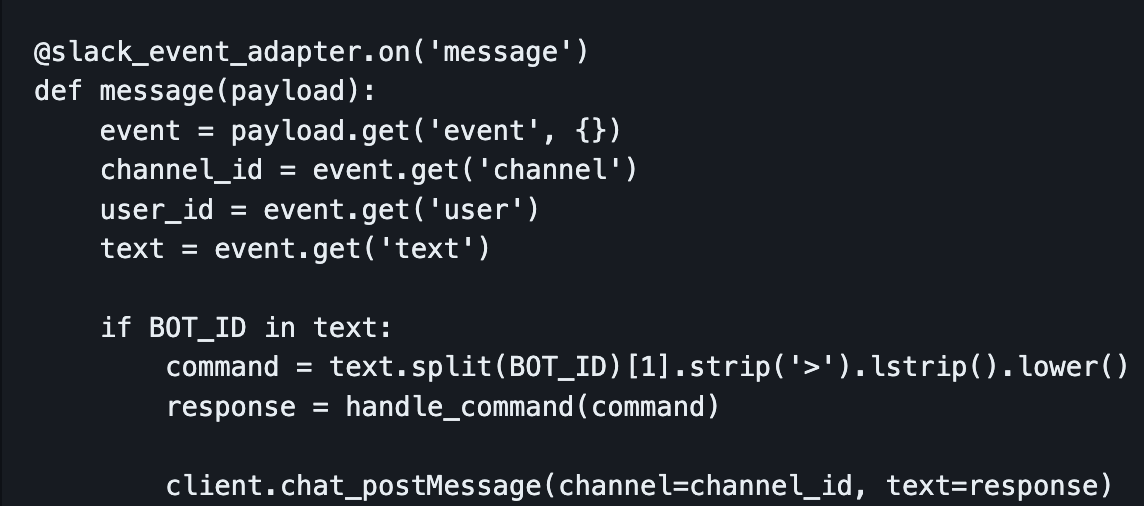 @slack_event_adapter.on('message')
def message(payload):
    event = payload.get('event', {})
    channel_id = event.get('channel')
    user_id = event.get('user')
    text = event.get('text')

    if BOT_ID in text:
        command = text.split(BOT_ID)[1].strip('>').lstrip().lower()
        response = handle_command(command)

        client.chat_postMessage(channel=channel_id, text=response)